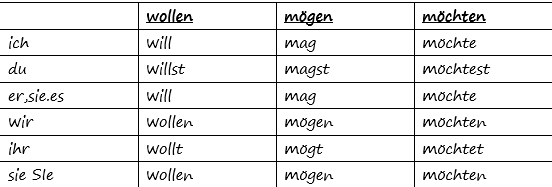 wollen mögen möchten
ich will mag möchte
du willst magst möchtest
er,sie.es will mag möchte
wir wollen mögen möchten
ihr wollt mögt möchtet
sie SIe wollen mögen möchten